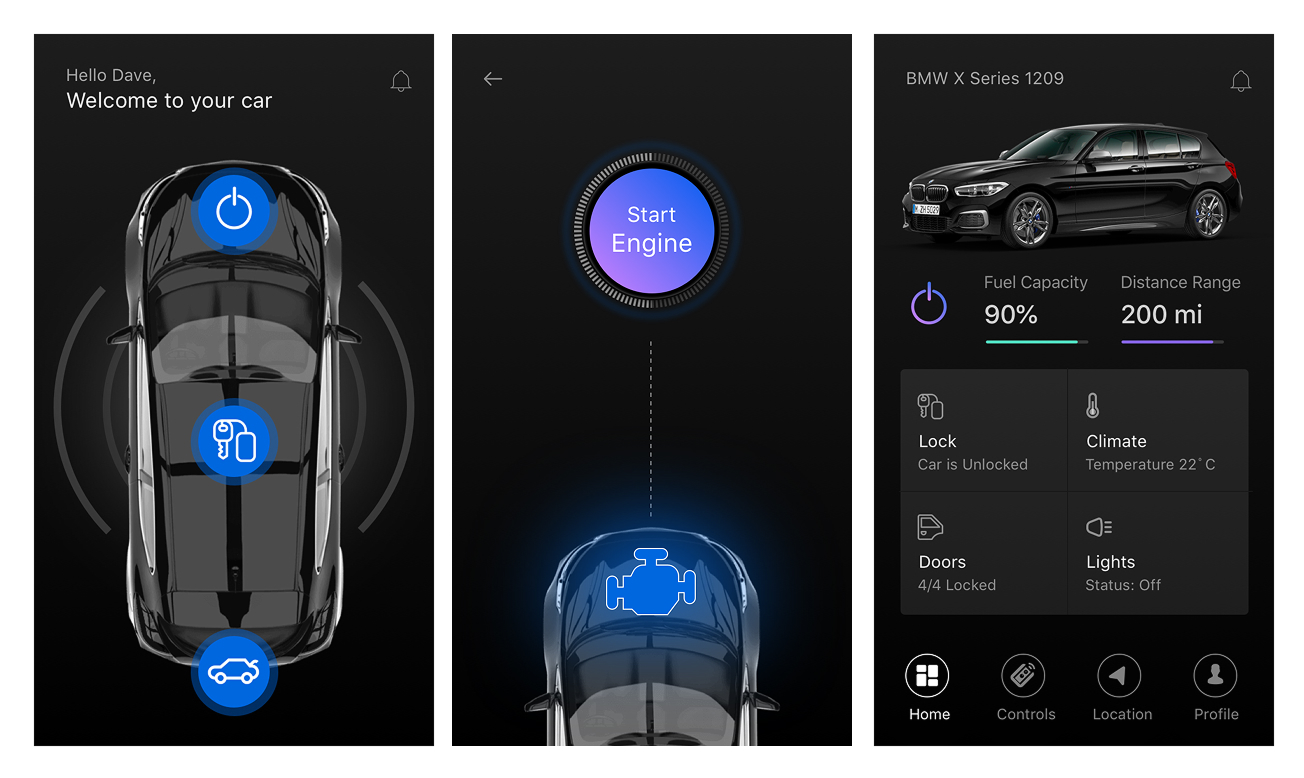 Hello Dave,
Welcome to your car
Start
Engine
BMW X Series 1209
Fuel Capacity
90%
Distance Range
200 mi
Lock
Car is Unlocked
Climate
Temperature 22°C
Doors
4/4 Locked
Lights
Status: Off
Home
Controls
Location
Profile